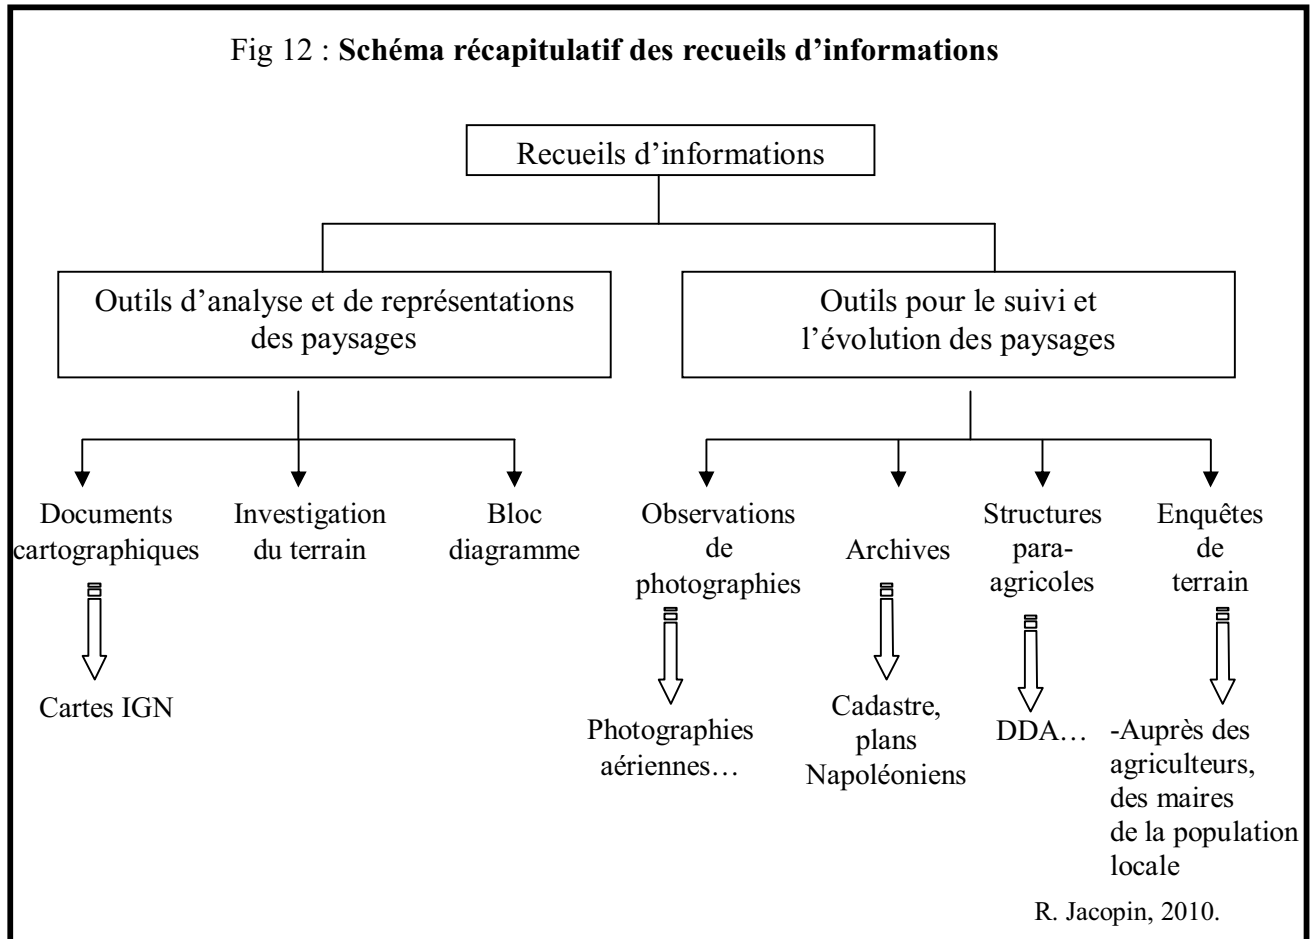 Fig 12 : Schéma récapitulatif des recueils d’informations
Recueils d’informations
Outils d’analyse et de représentations
des paysages
Outils pour le suivi et
l’évolution des paysages
Documents
cartographiques
Investigation
du terrain
Bloc
diagramme
Observations
de
photographies
Archives
Structures
para-
agricoles
Enquêtes
de
terrain
Cartes IGN
Photographies
aériennes…
Cadastre,
plans
Napoléoniens
DDA…
-Auprès des
agriculteurs,
des maires
de la population
locale
R. Jacopin, 2010.